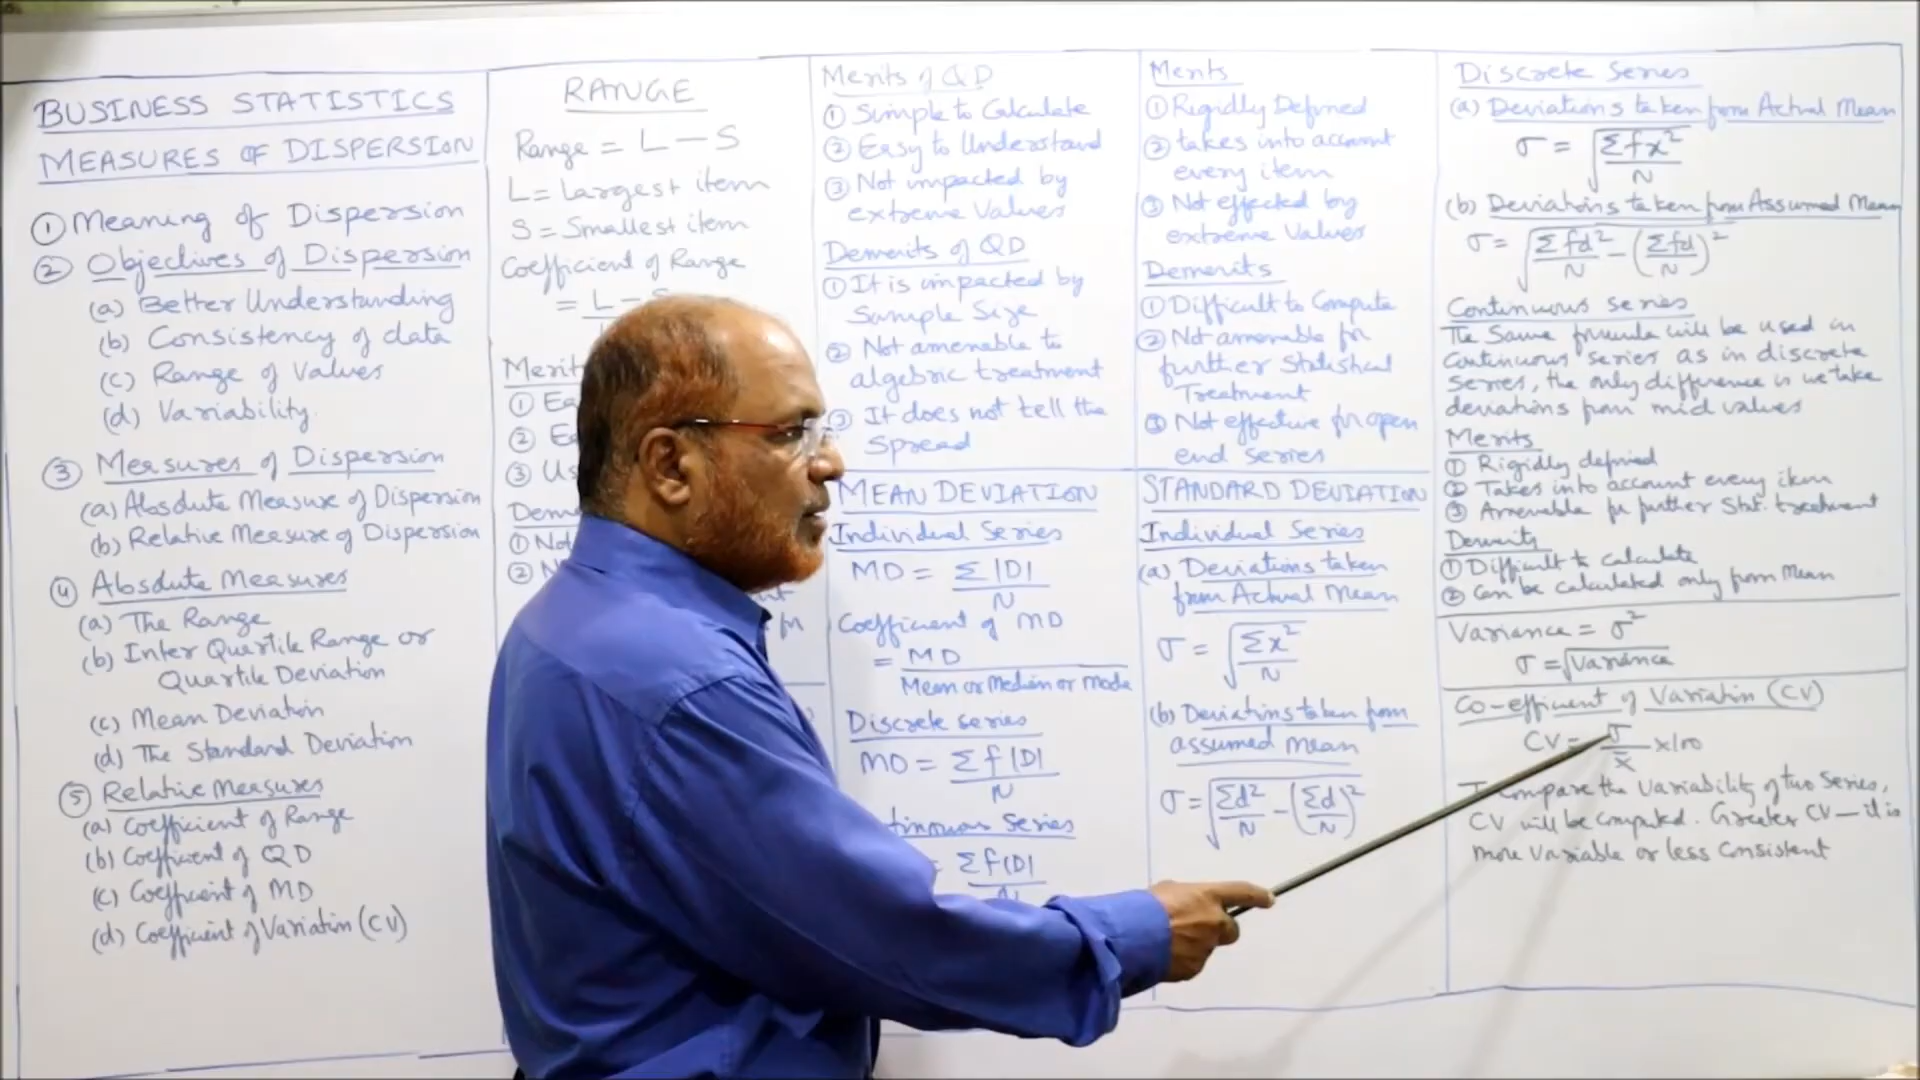 BUSINESS STATISTICS
MEASURES OF DISPERSION
① Meaning of Dispersion
② Objectives of Dispersion
(a) Better Understanding
(b) Consistency of data
(c) Range of Values
(d) Variability
③ Measures of Dispersion
(a) Absolute Measure of Dispersion
(b) Relative Measure of Dispersion
④ Absolute Measures
(a) The Range
(b) Inter Quartile Range or
Quartile Deviation
(c) Mean Deviation
(d) The Standard Deviation
⑤ Relative Measures
(a) Coefficient of Range
(b) Coefficient of QD
(c) Coefficient of MD
(d) Coefficient of Variation (CV)
RANGE
Range = L − S
L = Largest item
S = Smallest item
Coefficient of Range
= L − S
Merit
①
②
③ Us
Dem
① Not
②
Merits of QD
① Simple to Calculate
② Easy to Understand
③ Not impacted by
extreme Values
Demerits of QD
① It is impacted by
Sample Size
② Not amenable to
algebric treatment
③ It does not tell the
Spread
MEAN DEVIATION
Individual Series
MD = Σ|D| / N
Coefficient of MD
= MD / Mean or Median or Mode
Discrete series
MD = Σf|D| / N
tinuous Series
= Σf|D|
Merits
① Rigidly Defined
② takes into account
every item
③ Not effected by
extreme Values
Demerits
① Difficult to Compute
② Not amenable for
further Statistical
Treatment
③ Not effective for open
end series
STANDARD DEVIATION
Individual Series
(a) Deviations taken
from Actual Mean
σ = √(Σx² / N)
(b) Deviations taken from
assumed Mean
σ = √(Σd² / N − (Σd / N)²)
Discrete Series
(a) Deviations taken from Actual Mean
σ = √(Σfx² / N)
(b) Deviations taken from Assumed Mean
σ = √(Σfd² / N − (Σfd / N)²)
Continuous Series
The Same formula will be used in
Continuous series as in discrete
series, the only difference is we take
deviations from mid values
Merits
① Rigidly defined
② Takes into account every item
③ Amenable for further Stat. treatment
Demerits
① Difficult to calculate
② Can be calculated only from Mean
Variance = σ²
σ = √Variance
Co-efficient of Variation (CV)
CV = σ / x̄ × 100
Compare the Variability of two Series,
CV will be computed. Greater CV — it is
more variable or less Consistent